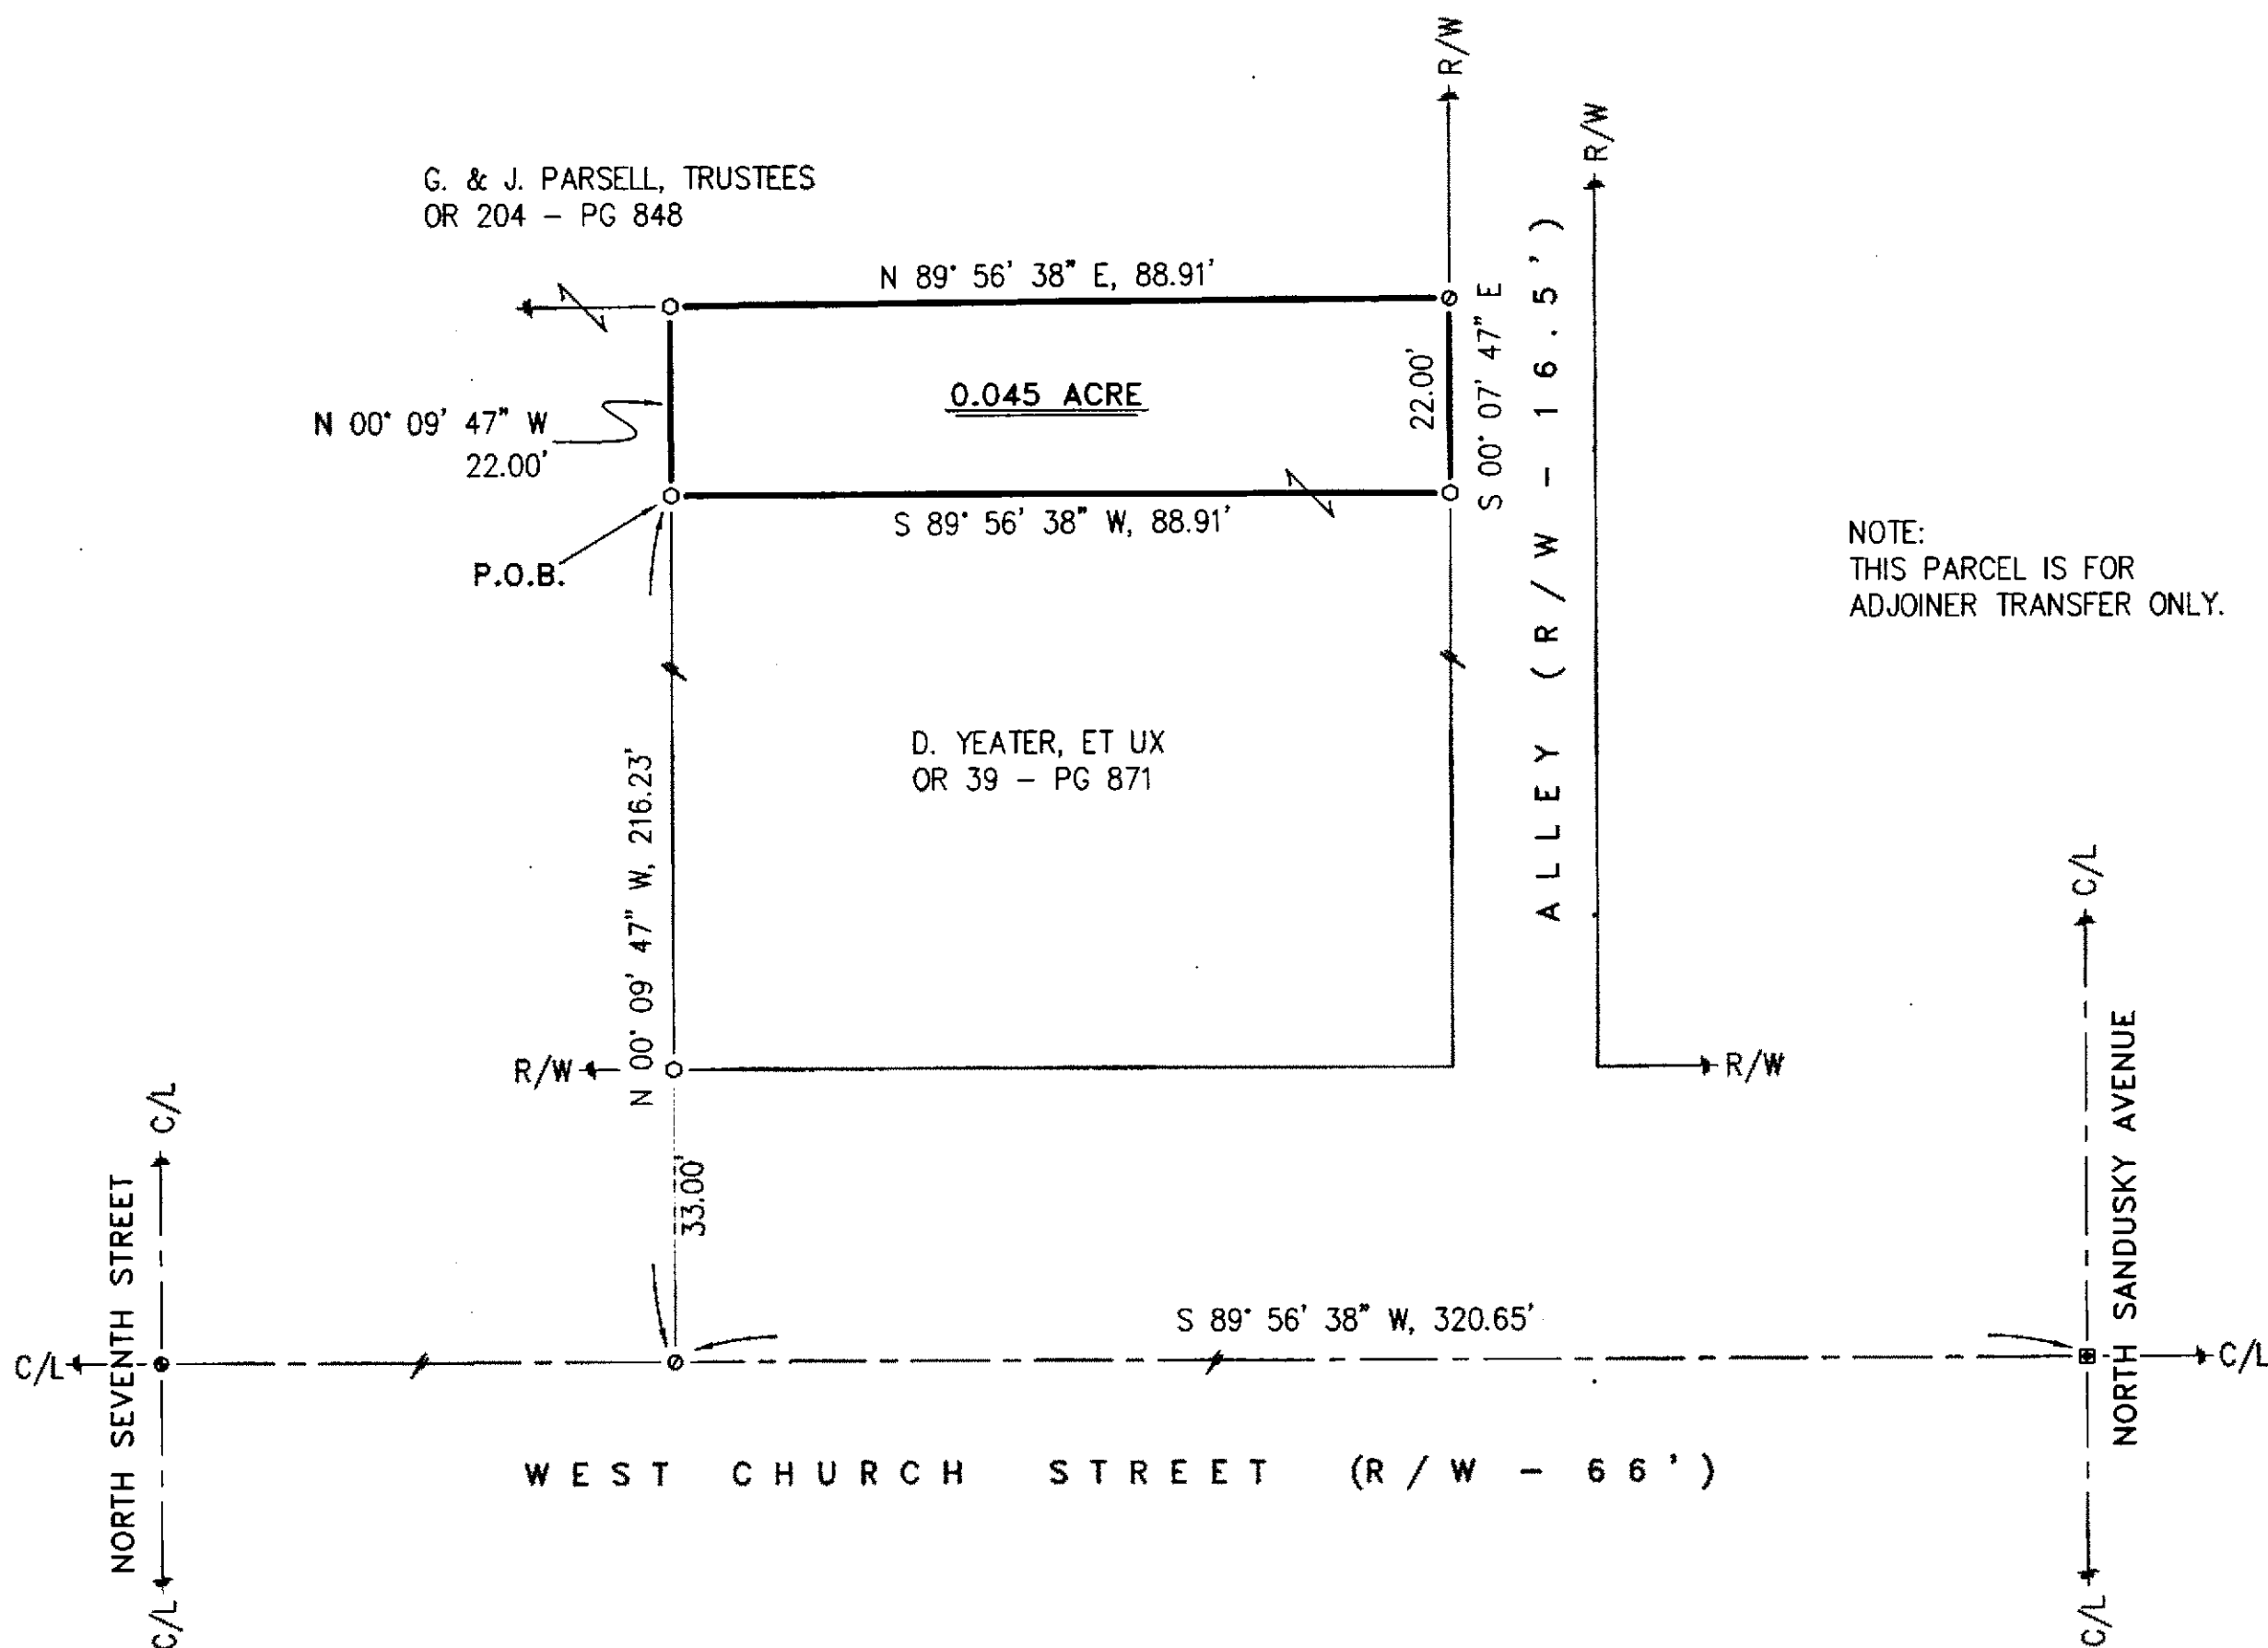 R/W
R/W
G. & J. PARSELL, TRUSTEES
OR 204 – PG 848
N 89° 56' 38" E, 88.91'
N 00° 09' 47" W
22.00'
0.045 ACRE
22.00'
S 00° 07' 47" E
ALLEY (R/W - 16.5')
S 89° 56' 38" W, 88.91'
P.O.B.
NOTE:
THIS PARCEL IS FOR
ADJOINER TRANSFER ONLY.
D. YEATER, ET UX
OR 39 – PG 871
N 00° 09' 47" W, 216.23'
R/W
R/W
33.00'
C/L
NORTH SEVENTH STREET
C/L
C/L
C/L
NORTH SANDUSKY AVENUE
S 89° 56' 38" W, 320.65'
C/L
C/L
WEST CHURCH STREET (R/W – 66')